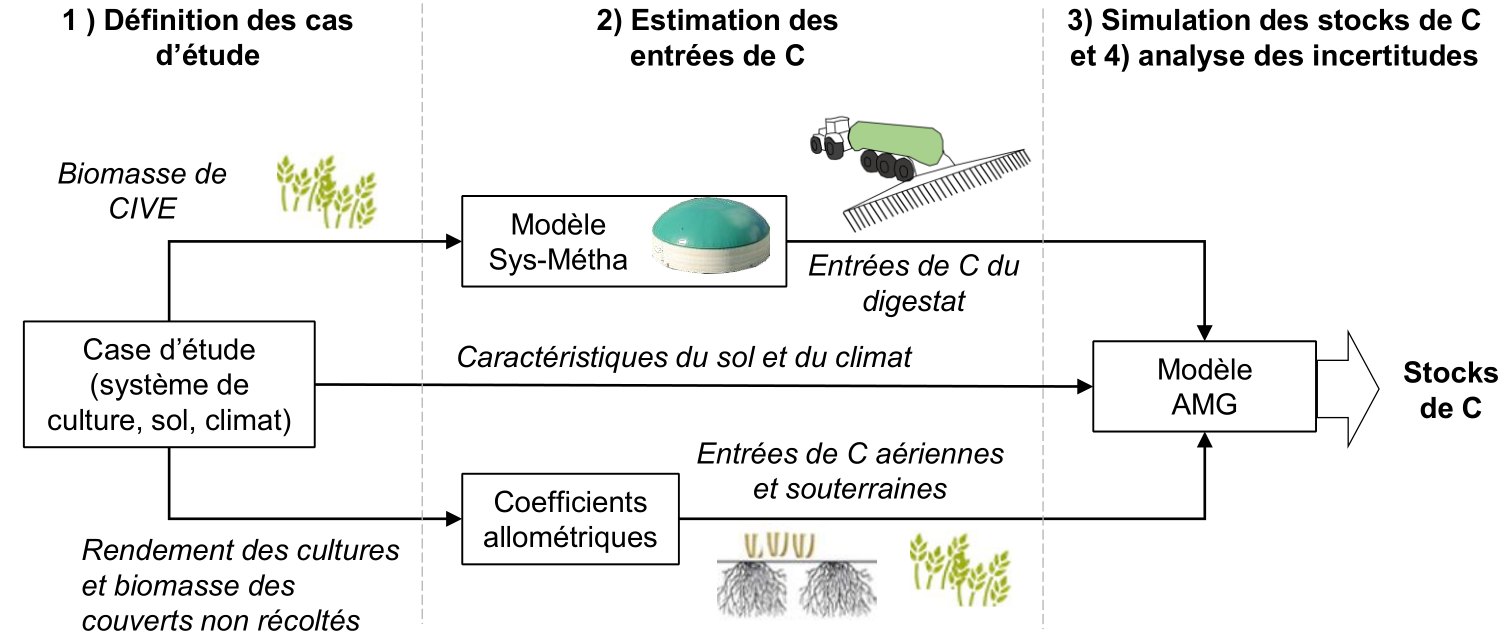 1 ) Définition des cas
d’étude
2) Estimation des
entrées de C
3) Simulation des stocks de C
et 4) analyse des incertitudes
Biomasse de
CIVE
Modèle
Sys-Métha
Entrées de C du
digestat
Case d’étude
(système de
culture, sol, climat)
Caractéristiques du sol et du climat
Modèle
AMG
Stocks
de C
Entrées de C aériennes
et souterraines
Coefficients
allométriques
Rendement des cultures
et biomasse des
couverts non récoltés